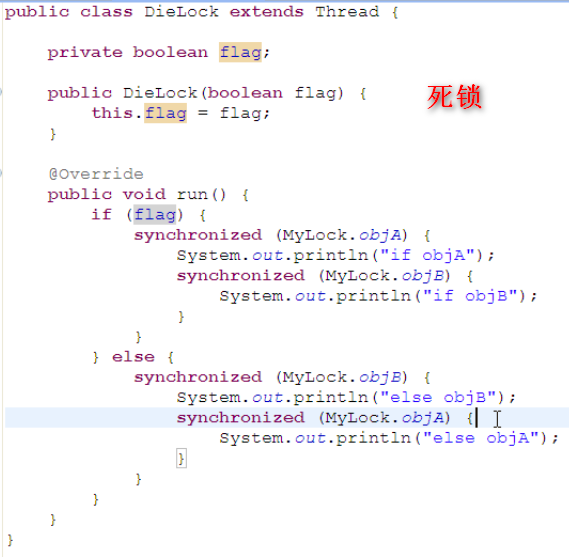 public class DieLock extends Thread {
private boolean flag;
public DieLock(boolean flag) {
死锁
this.flag = flag;
}
@Override
public void run() {
if (flag) {
synchronized (MyLock.objA) {
System.out.println("if objA");
synchronized (MyLock.objB) {
System.out.println("if objB");
}
}
} else {
synchronized (MyLock.objB) {
System.out.println("else objB");
synchronized (MyLock.objA) {
System.out.println("else objA");
}
}
}
}
}